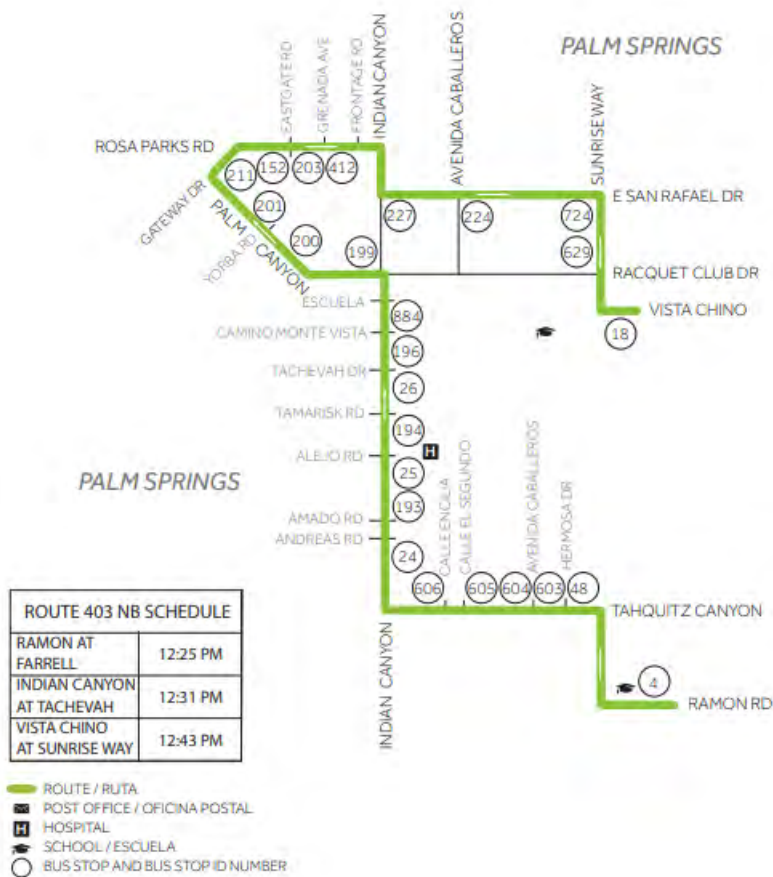 PALM SPRINGS
EASTGATE RD
GRENADA AVE
FRONTAGE RD
INDIAN CANYON
AVENIDA CABALLEROS
SUNRISE WAY
ROSA PARKS RD
211
152
203
412
GATEWAY DR
201
PALM CANYON
YORBA RD
200
199
227
224
724
E SAN RAFAEL DR
629
RACQUET CLUB DR
ESCUELA
VISTA CHINO
884
18
CAMINO MONTE VISTA
196
TACHEVAH DR
26
TAMARISK RD
194
H
ALEJO RD
25
PALM SPRINGS
193
AMADO RD
ANDREAS RD
24
CALLE ENCILIA
CALLE EL SEGUNDO
AVENIDA CABALLEROS
HERMOSA DR
606
605
604
603
48
TAHQUITZ CANYON
INDIAN CANYON
4
RAMON RD
ROUTE 403 NB SCHEDULE
RAMON AT
FARRELL
12:25 PM
INDIAN CANYON
AT TACHEVAH
12:31 PM
VISTA CHINO
AT SUNRISE WAY
12:43 PM
ROUTE / RUTA
POST OFFICE / OFICINA POSTAL
H HOSPITAL
SCHOOL / ESCUELA
BUS STOP AND BUS STOP ID NUMBER